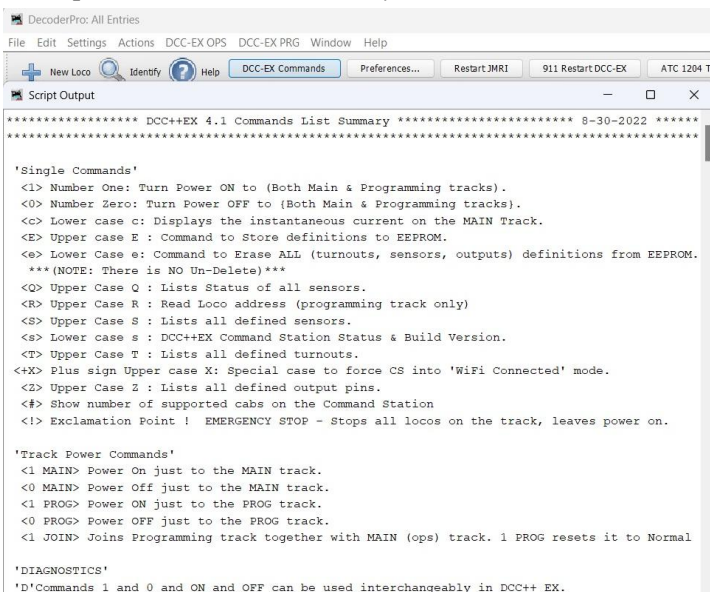 DecoderPro: All Entries
File Edit Settings Actions DCC-EX OPS DCC-EX PRG Window Help
New Loco Identify Help DCC-EX Commands Preferences... Restart JMRI 911 Restart DCC-EX ATC 1204 T
Script Output
****************** DCC++EX 4.1 Commands List Summary ************************ 8-30-2022 ******
**********************************************************************************************
'Single Commands'
<1> Number One: Turn Power ON to (Both Main & Programming tracks).
<0> Number Zero: Turn Power OFF to {Both Main & Programming tracks}.
<c> Lower case c: Displays the instantaneous current on the MAIN Track.
<E> Upper case E : Command to Store definitions to EEPROM.
<e> Lower Case e: Command to Erase ALL (turnouts, sensors, outputs) definitions from EEPROM.
***(NOTE: There is NO Un-Delete)***
<Q> Upper Case Q : Lists Status of all sensors.
<R> Upper Case R : Read Loco address (programming track only)
<S> Upper Case S : Lists all defined sensors.
<s> Lower Case s : DCC++EX Command Station Status & Build Version.
<T> Upper Case T : Lists all defined turnouts.
<+X> Plus sign Upper case X: Special case to force CS into 'WiFi Connected' mode.
<Z> Upper Case Z : Lists all defined output pins.
<#> Show number of supported cabs on the Command Station
<!> Exclamation Point ! EMERGENCY STOP - Stops all locos on the track, leaves power on.
'Track Power Commands'
<1 MAIN> Power On just to the MAIN track.
<0 MAIN> Power Off just to the MAIN track.
<1 PROG> Power ON just to the PROG track.
<0 PROG> Power OFF just to the PROG track.
<1 JOIN> Joins Programming track together with MAIN (ops) track. 1 PROG resets it to Normal
'DIAGNOSTICS'
'D'Commands 1 and 0 and ON and OFF can be used interchangeably in DCC++ EX.